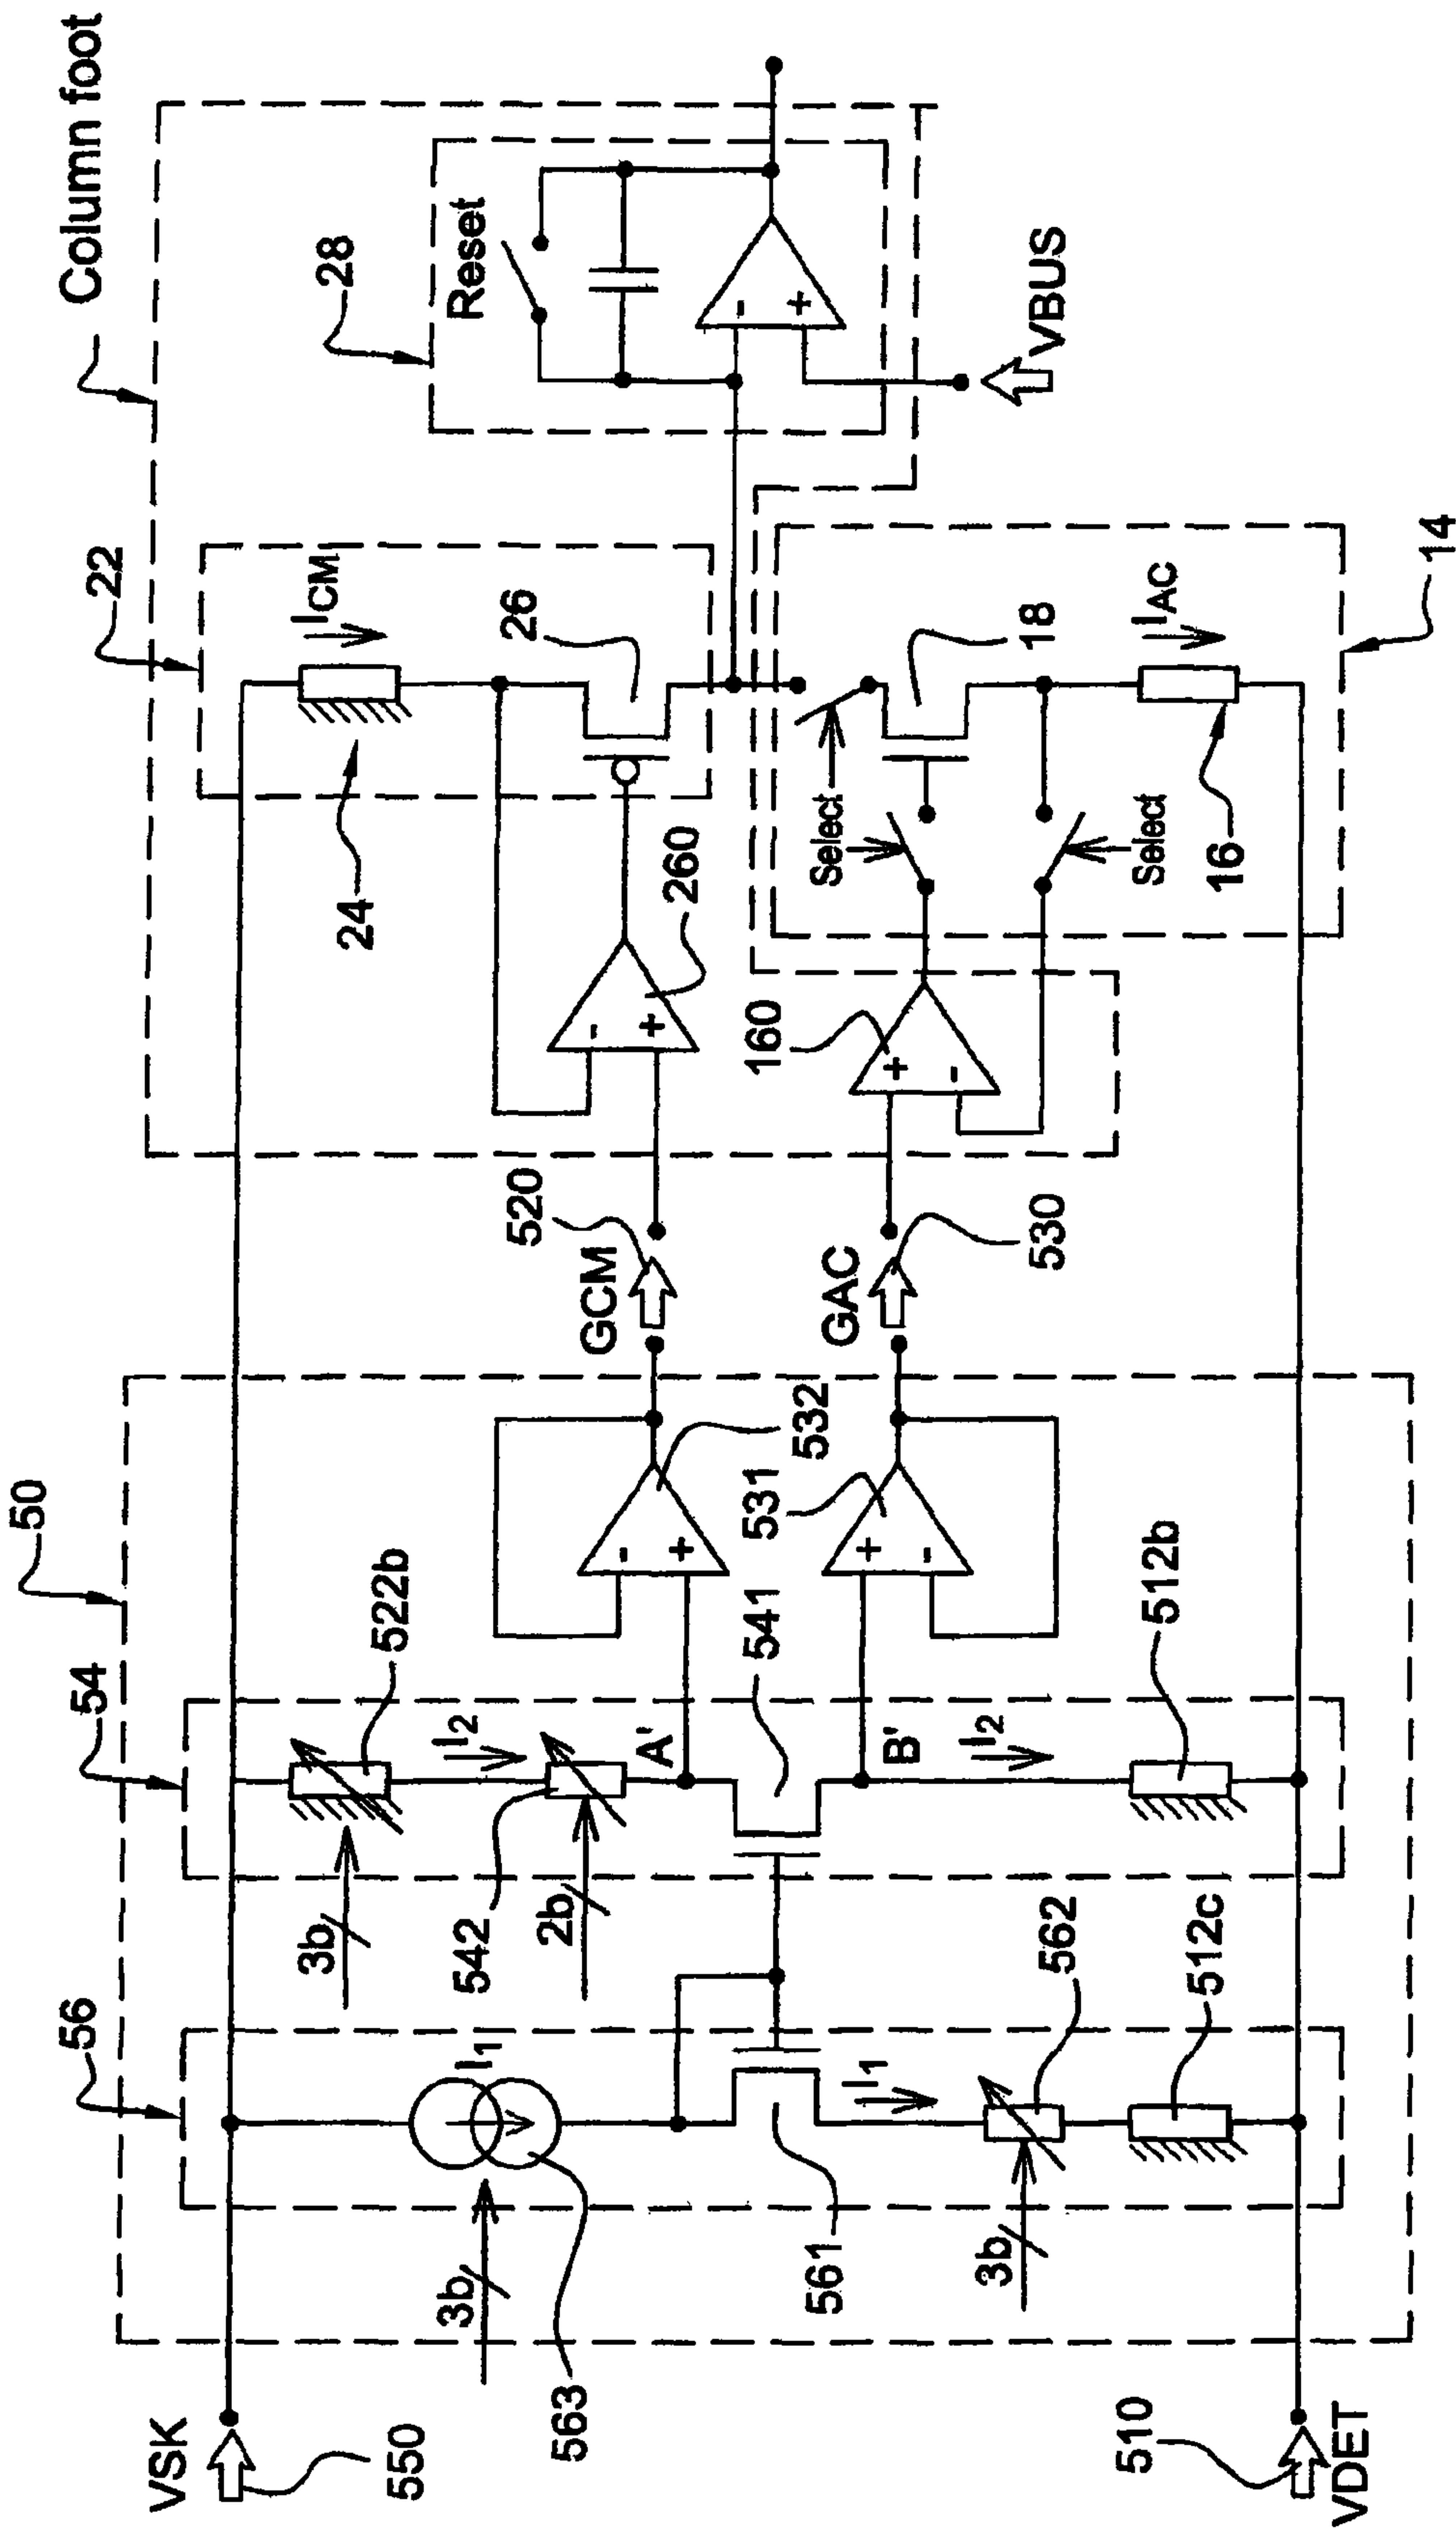 Column foot
VSK
550
50
56
54
22
28
Reset
3b
I1
563
561
I1
3b
562
512c
3b
522b
I2
542
2b
A'
541
B'
I2
512b
-
+
532
531
+
-
GCM
520
GAC
530
-
+
260
160
+
-
24
ICM
26
Select
18
Select
16
IAC
14
-
+
VBUS
510
VDET